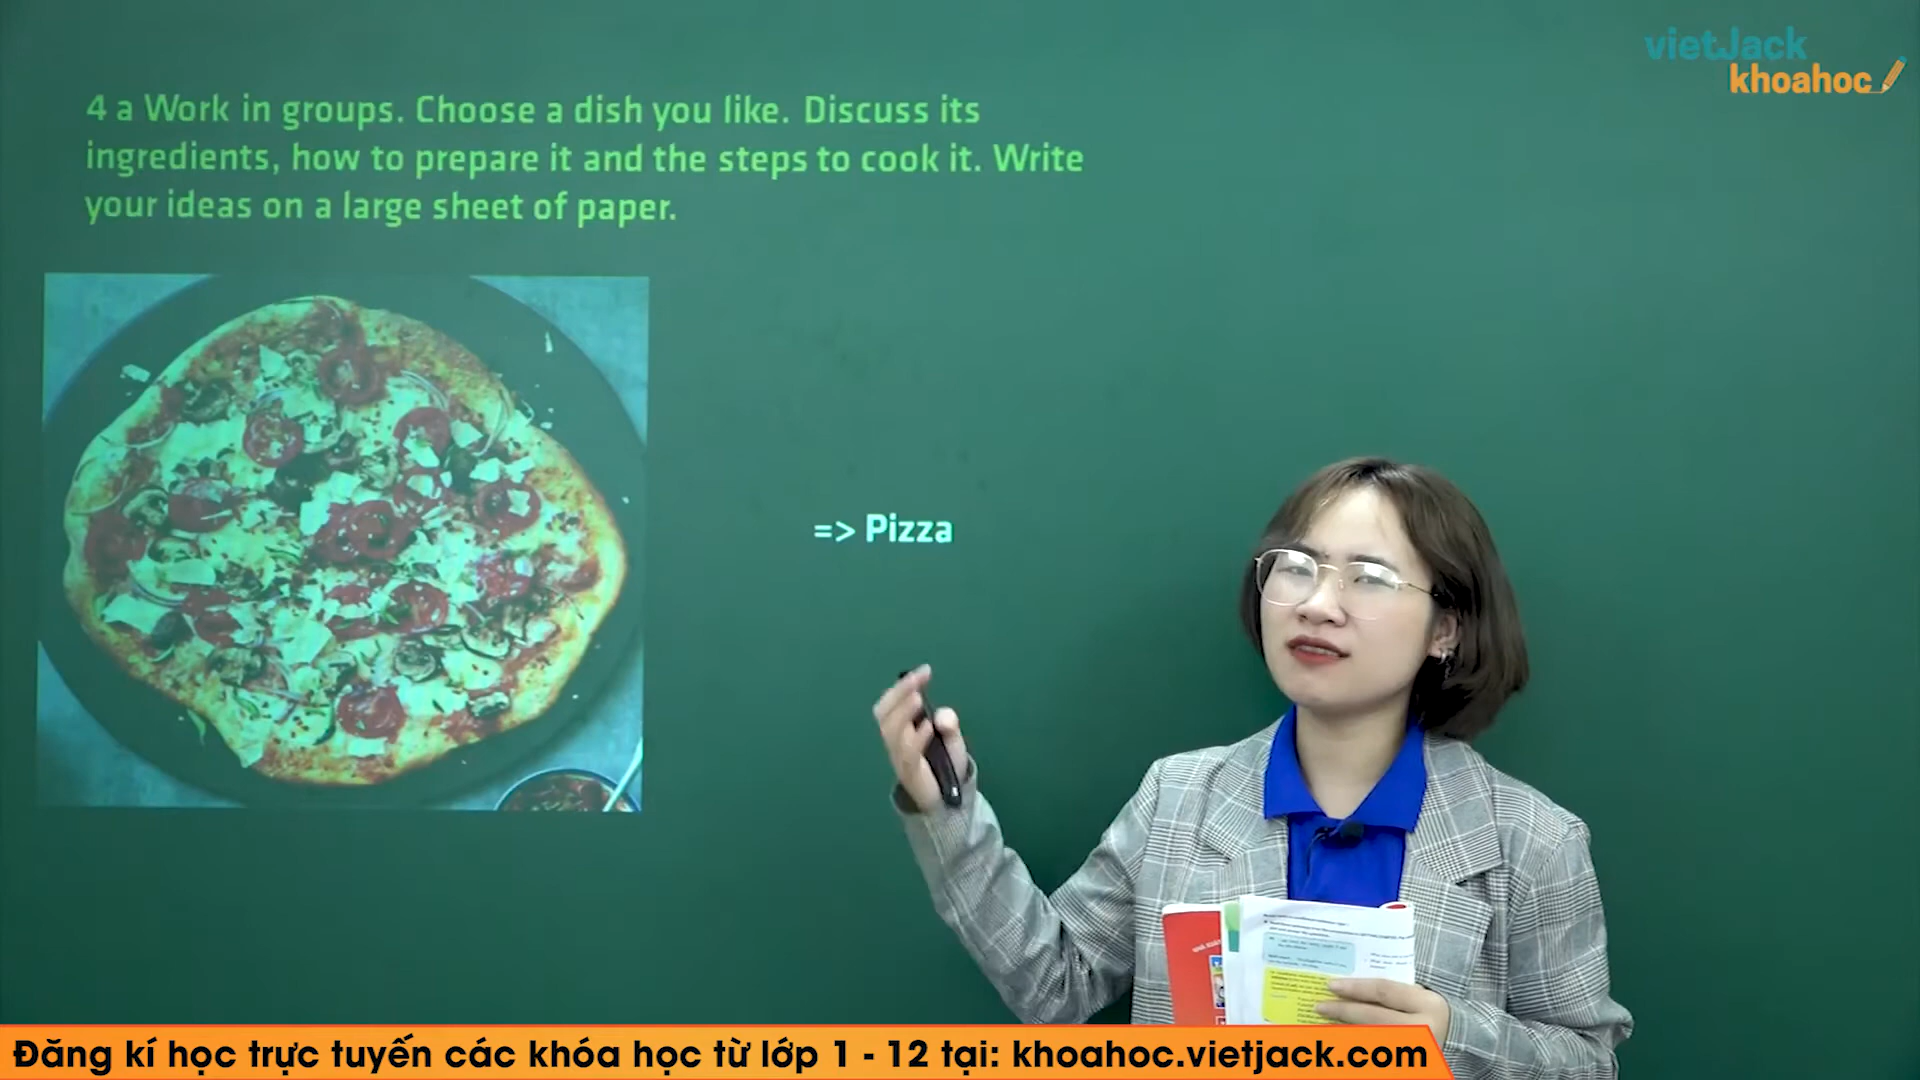 vietJack
khoahoc
4 a Work in groups. Choose a dish you like. Discuss its
ingredients, how to prepare it and the steps to cook it. Write
your ideas on a large sheet of paper.
=> Pizza
Đăng kí học trực tuyến các khóa học từ lớp 1 - 12 tại: khoahoc.vietjack.com